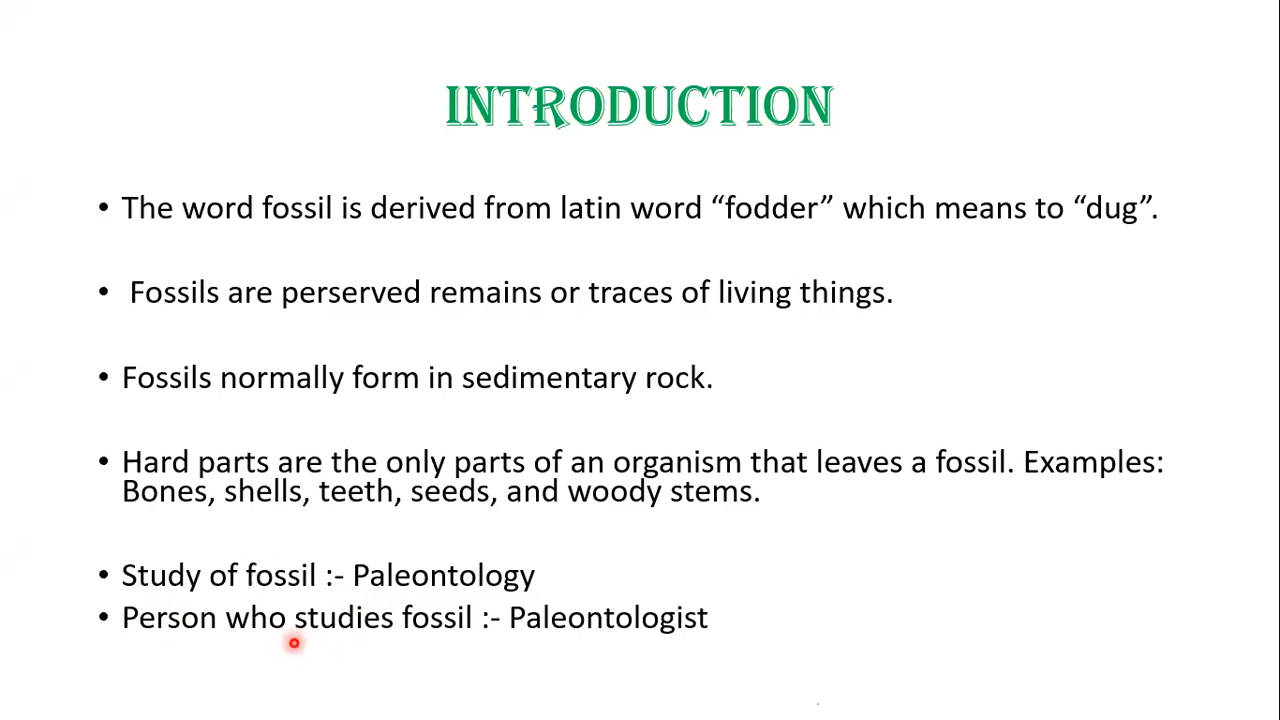 INTRODUCTION
• The word fossil is derived from latin word “fodder” which means to “dug”.
• Fossils are perserved remains or traces of living things.
• Fossils normally form in sedimentary rock.
• Hard parts are the only parts of an organism that leaves a fossil. Examples:
Bones, shells, teeth, seeds, and woody stems.
• Study of fossil :- Paleontology
• Person who studies fossil :- Paleontologist